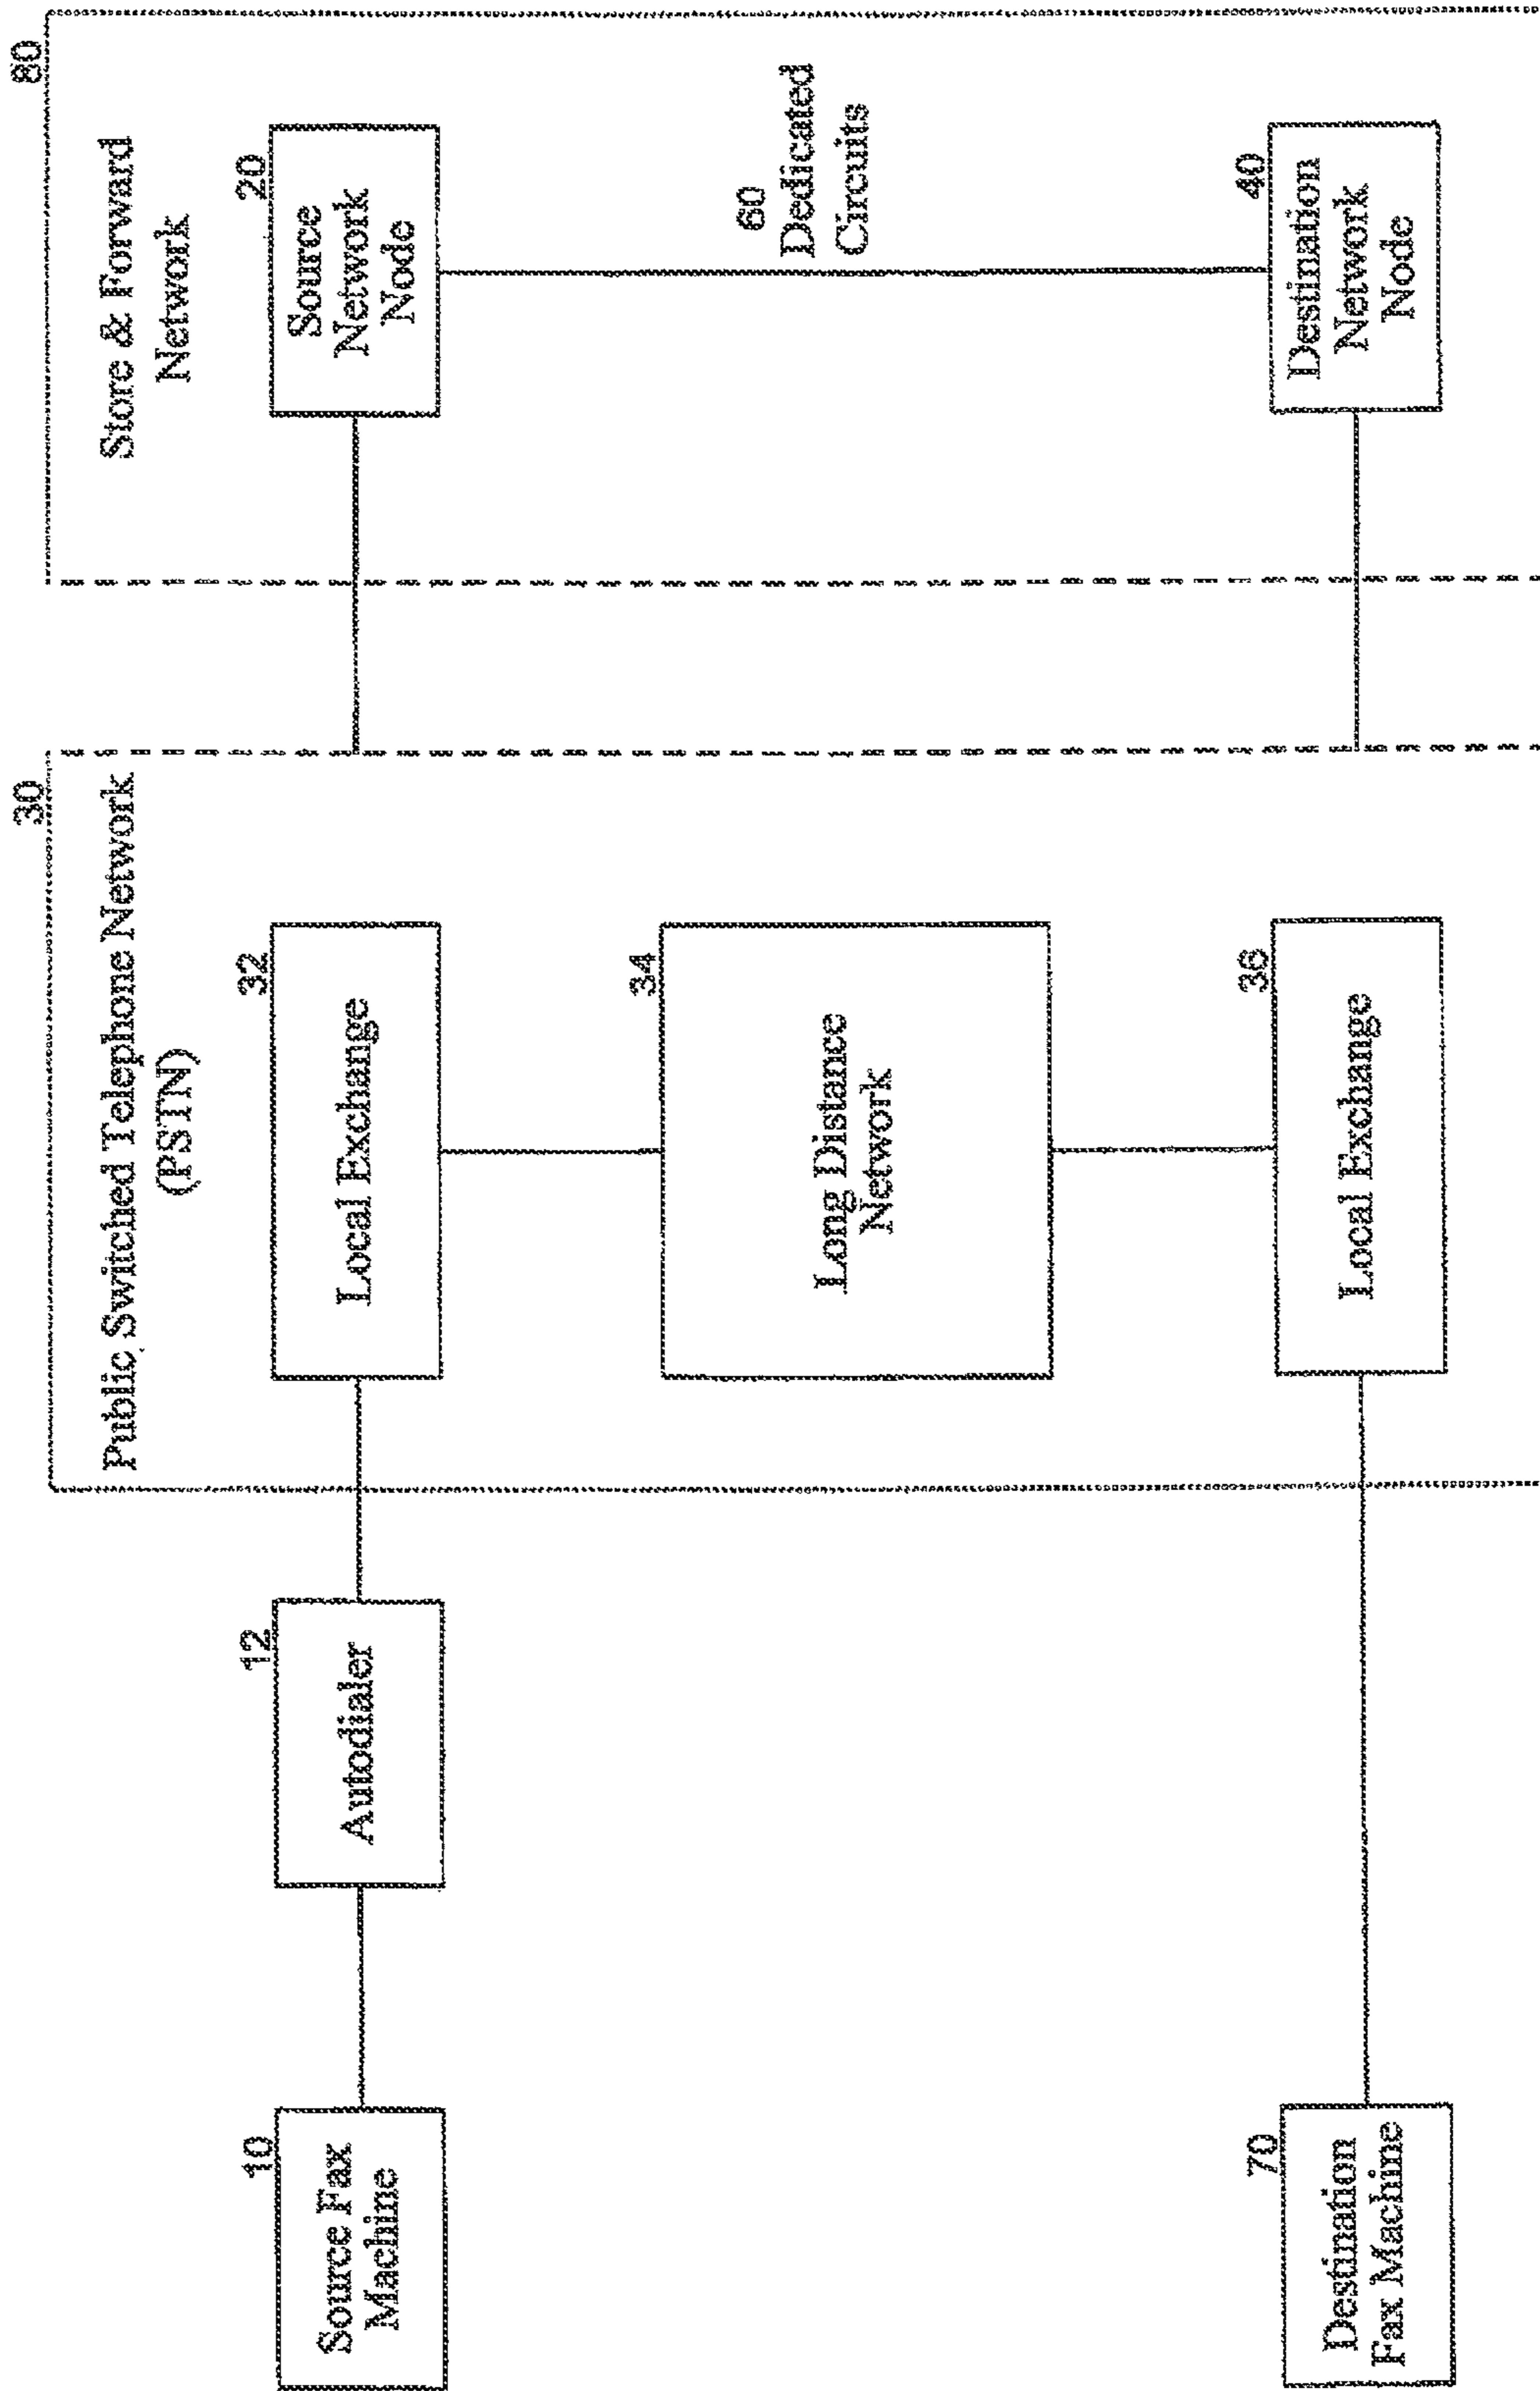 30
80
Public Switched Telephone Network
(PSTN)
Store & Forward
Network
10
Source Fax
Machine
12
Autodialer
32
Local Exchange
20
Source
Network
Node
34
Long Distance
Network
60
Dedicated
Circuits
70
Destination
Fax Machine
36
Local Exchange
40
Destination
Network
Node